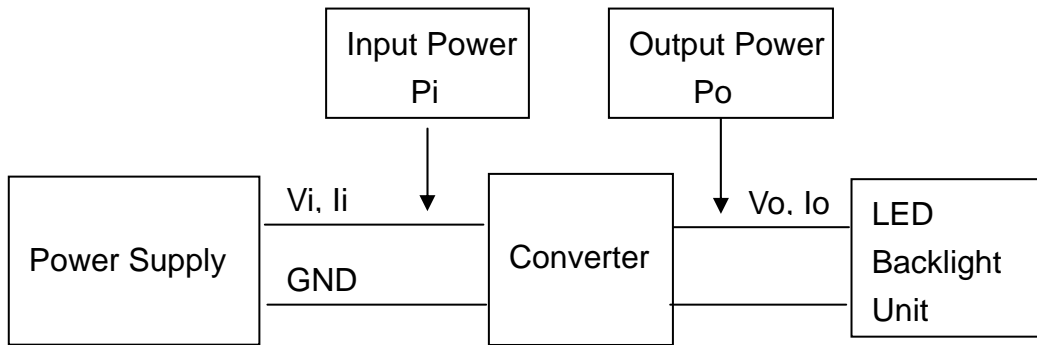 Input Power
Pi
Output Power
Po
Vi, Ii
Vo, Io
Power Supply
GND
Converter
LED
Backlight
Unit